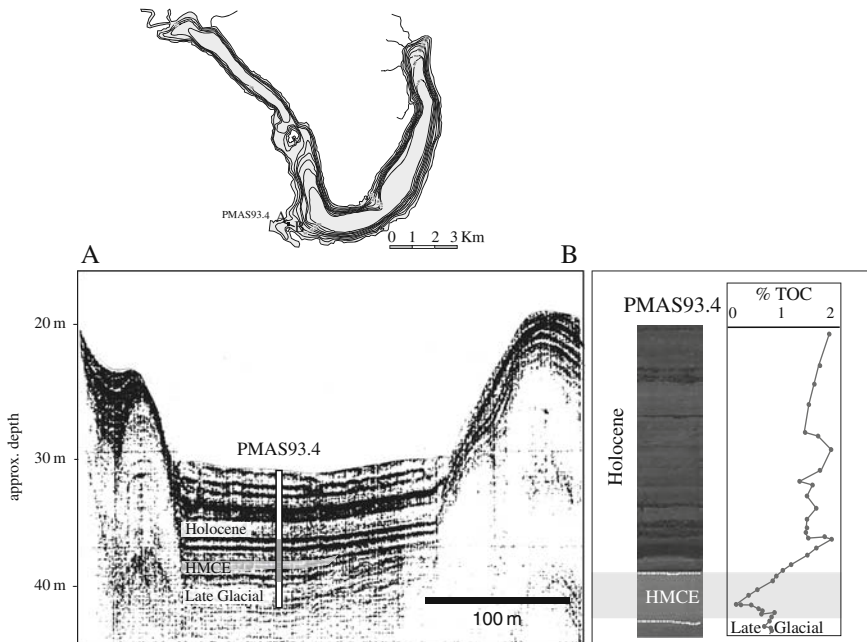 PMAS93.4
A
B
0 1 2 3 Km
A
B
approx. depth
20 m
30 m
40 m
PMAS93.4
Holocene
HMCE
Late Glacial
100 m
PMAS93.4
% TOC
0 1 2
Holocene
HMCE
Late Glacial